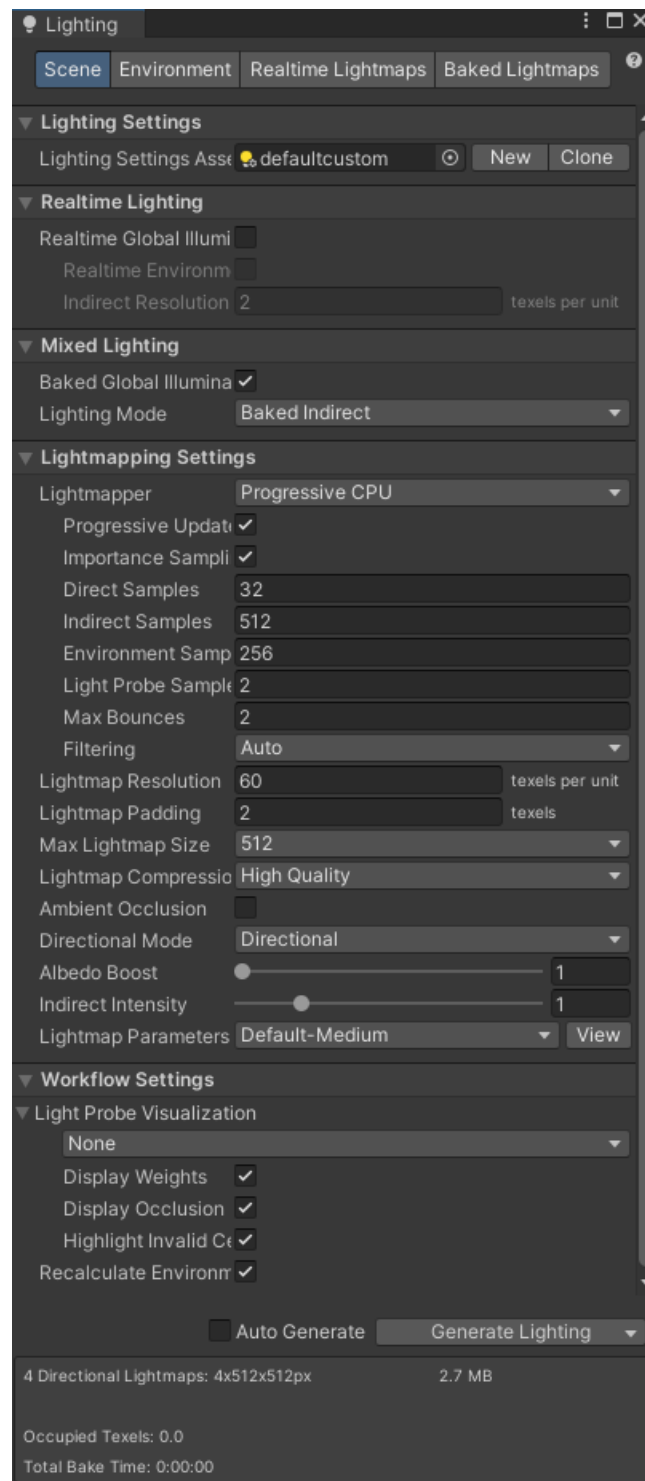 Lighting
Scene Environment Realtime Lightmaps Baked Lightmaps
Lighting Settings
Lighting Settings Asse defaultcustom New Clone
Realtime Lighting
Realtime Global Illumi
Realtime Environm
Indirect Resolution 2 texels per unit
Mixed Lighting
Baked Global Illumina
Lighting Mode Baked Indirect
Lightmapping Settings
Lightmapper Progressive CPU
Progressive Updat
Importance Sampli
Direct Samples 32
Indirect Samples 512
Environment Samp 256
Light Probe Sample 2
Max Bounces 2
Filtering Auto
Lightmap Resolution 60 texels per unit
Lightmap Padding 2 texels
Max Lightmap Size 512
Lightmap Compressio High Quality
Ambient Occlusion
Directional Mode Directional
Albedo Boost 1
Indirect Intensity 1
Lightmap Parameters Default-Medium View
Workflow Settings
Light Probe Visualization
None
Display Weights
Display Occlusion
Highlight Invalid Ce
Recalculate Environm
Auto Generate Generate Lighting
4 Directional Lightmaps: 4x512x512px 2.7 MB
Occupied Texels: 0.0
Total Bake Time: 0:00:00